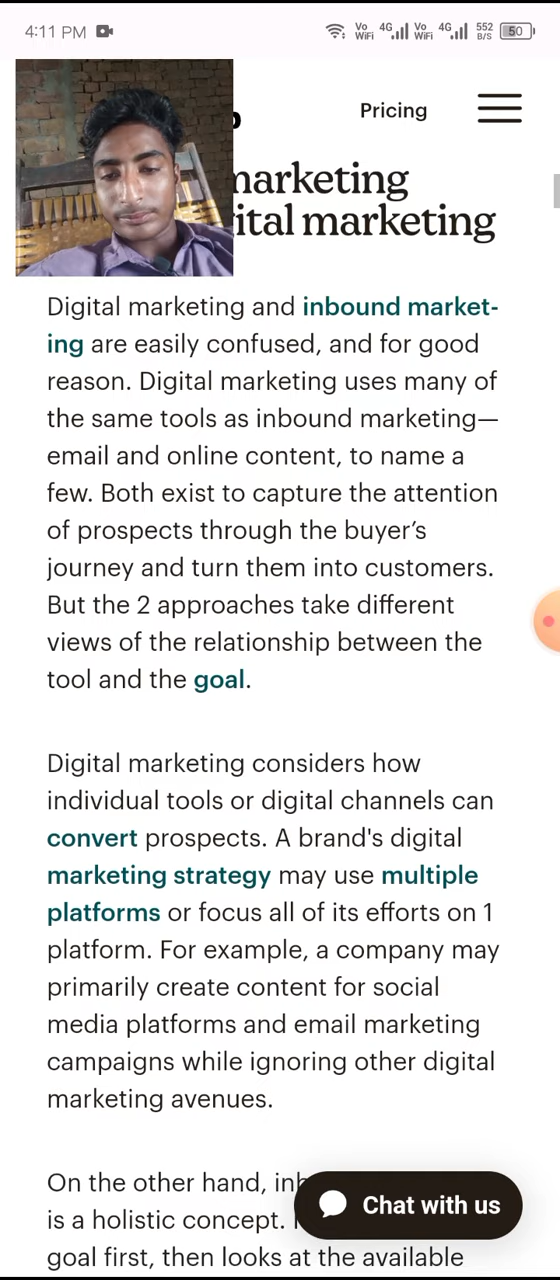 4:11 PM Vo WiFi 4G Vo WiFi 4G 552 B/S 50
Pricing
marketing
marketing
Digital marketing and inbound market-
ing are easily confused, and for good
reason. Digital marketing uses many of
the same tools as inbound marketing—
email and online content, to name a
few. Both exist to capture the attention
of prospects through the buyer’s
journey and turn them into customers.
But the 2 approaches take different
views of the relationship between the
tool and the goal.
Digital marketing considers how
individual tools or digital channels can
convert prospects. A brand's digital
marketing strategy may use multiple
platforms or focus all of its efforts on 1
platform. For example, a company may
primarily create content for social
media platforms and email marketing
campaigns while ignoring other digital
marketing avenues.
On the other hand,
is a holistic concept.
Chat with us
goal first, then looks at the available